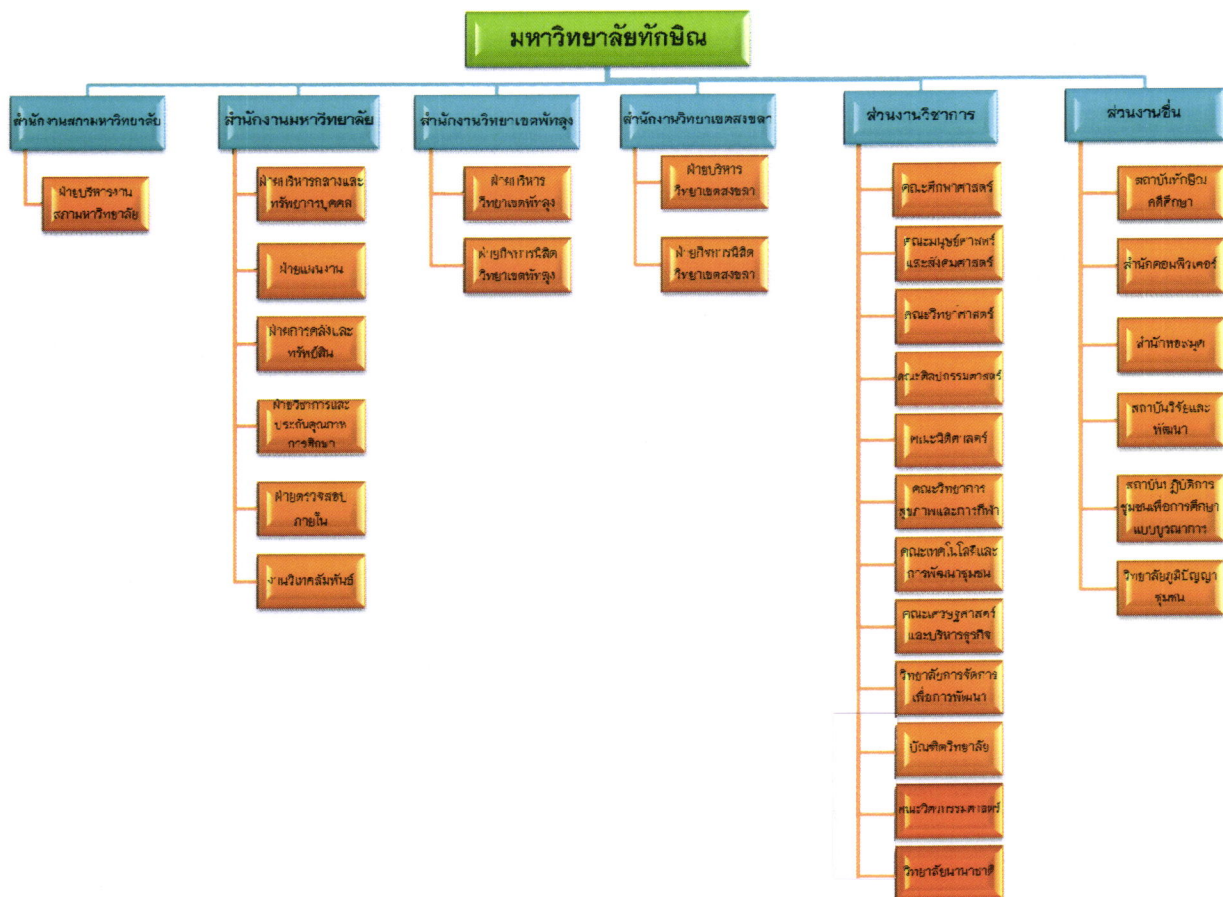 มหาวิทยาลัยทักษิณ
สำนักงานสภามหาวิทยาลัย
ฝ่ายบริหารงาน
สภามหาวิทยาลัย
สำนักงานมหาวิทยาลัย
ฝ่ายบริหารกลางและ
ทรัพยากรบุคคล
ฝ่ายแผนงาน
ฝ่ายการคลังและ
ทรัพย์สิน
ฝ่ายวิชาการและ
ประกันคุณภาพ
การศึกษา
ฝ่ายตรวจสอบ
ภายใน
งานวิเทศสัมพันธ์
สำนักงานวิทยาเขตพัทลุง
ฝ่ายบริหาร
วิทยาเขตพัทลุง
ฝ่ายกิจการนิสิต
วิทยาเขตพัทลุง
สำนักงานวิทยาเขตสงขลา
ฝ่ายบริหาร
วิทยาเขตสงขลา
ฝ่ายกิจการนิสิต
วิทยาเขตสงขลา
ส่วนงานวิชาการ
คณะศึกษาศาสตร์
คณะมนุษย์ศาสตร์
และสังคมศาสตร์
คณะวิทยาศาสตร์
คณะศิลปกรรมศาสตร์
คณะนิติศาสตร์
คณะวิทยาการ
สุขภาพและการกีฬา
คณะเทคโนโลยีและ
การพัฒนาชุมชน
คณะเศรษฐศาสตร์
และบริหารธุรกิจ
วิทยาลัยการจัดการ
เพื่อการพัฒนา
บัณฑิตวิทยาลัย
คณะวิศวกรรมศาสตร์
วิทยาลัยนานาชาติ
ส่วนงานอื่น
สถาบันทักษิณ
คดีศึกษา
สำนักคอมพิวเตอร์
สำนักหอสมุด
สถาบันวิจัยและ
พัฒนา
สถาบันปฏิบัติการ
ชุมชนเพื่อการศึกษา
แบบบูรณาการ
วิทยาลัยภูมิปัญญา
ชุมชน